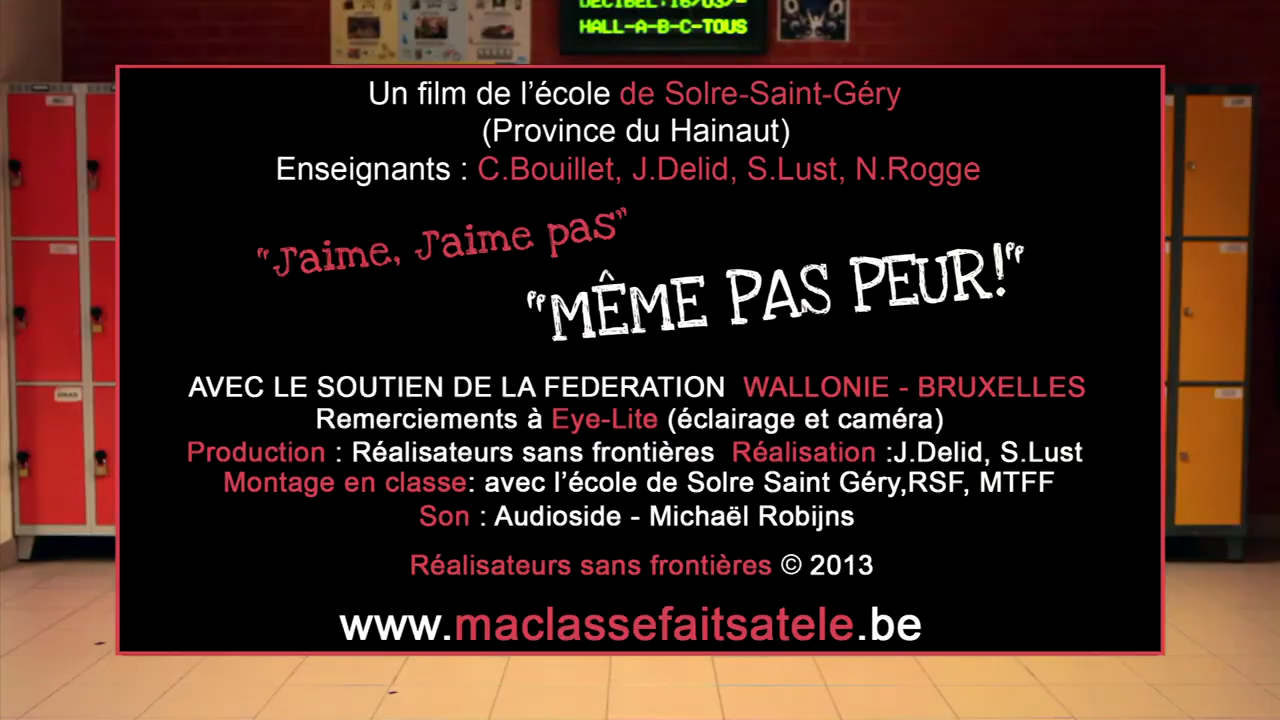 DECIBEL:16/03/-
HALL-A-B-C-TOUS
Un film de l'école de Solre-Saint-Géry
(Province du Hainaut)
Enseignants : C.Bouillet, J.Delid, S.Lust, N.Rogge
"J'aime, J'aime pas"
"MÊME PAS PEUR!"
AVEC LE SOUTIEN DE LA FEDERATION WALLONIE - BRUXELLES
Remerciements à Eye-Lite (éclairage et caméra)
Production : Réalisateurs sans frontières Réalisation :J.Delid, S.Lust
Montage en classe: avec l'école de Solre Saint Géry,RSF, MTFF
Son : Audioside - Michaël Robijns
Réalisateurs sans frontières © 2013
www.maclassefaitsatele.be